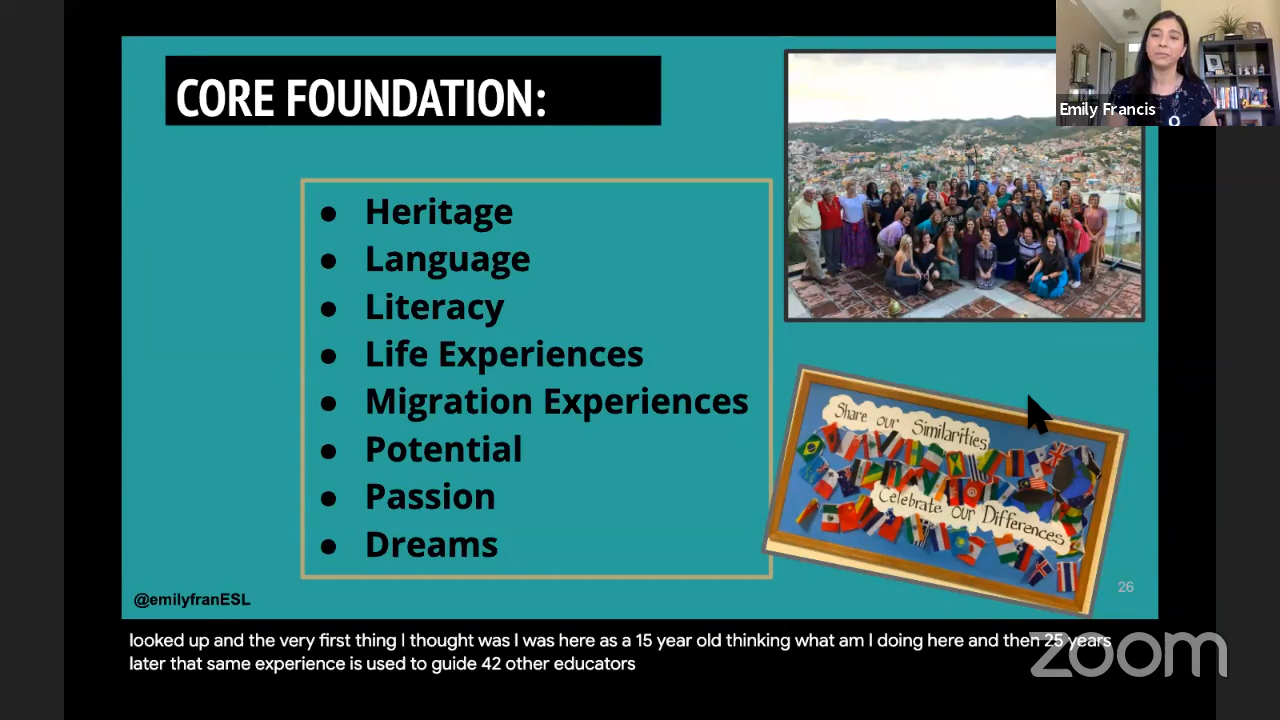 CORE FOUNDATION:
Emily Francis
● Heritage
● Language
● Literacy
● Life Experiences
● Migration Experiences
● Potential
● Passion
● Dreams
Share our Similarities
Celebrate our Differences
26
@emilyfranESL
looked up and the very first thing I thought was I was here as a 15 year old thinking what am I doing here and then 25 years
later that same experience is used to guide 42 other educators
zoom